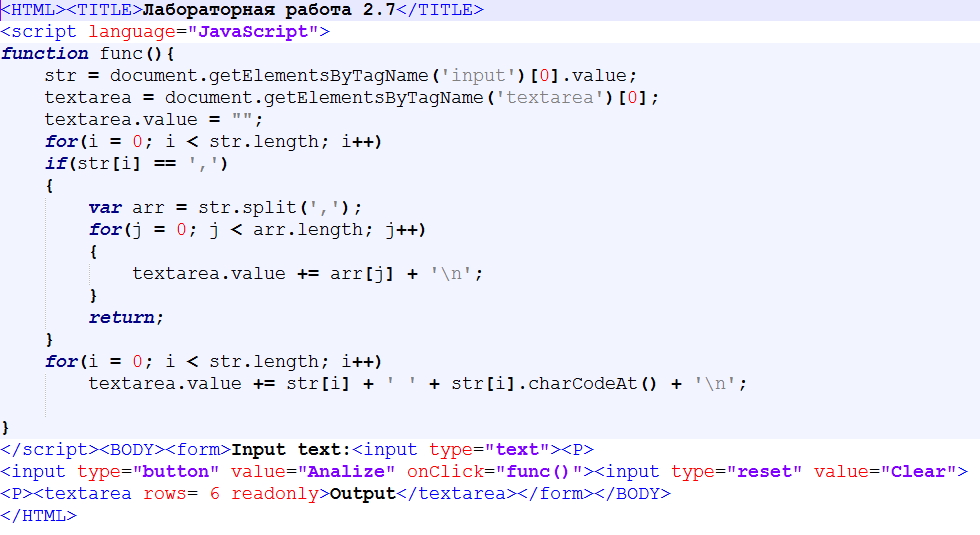 <HTML><TITLE>Лабораторная работа 2.7</TITLE>
<script language="JavaScript">
function func(){
    str = document.getElementsByTagName('input')[0].value;
    textarea = document.getElementsByTagName('textarea')[0];
    textarea.value = "";
    for(i = 0; i < str.length; i++)
    if(str[i] == ',')
    {
        var arr = str.split(',');
        for(j = 0; j < arr.length; j++)
        {
            textarea.value += arr[j] + '\n';
        }
        return;
    }
    for(i = 0; i < str.length; i++)
        textarea.value += str[i] + ' ' + str[i].charCodeAt() + '\n';
}
</script><BODY><form>Input text:<input type="text"><P>
<input type="button" value="Analize" onClick="func()"><input type="reset" value="Clear">
<P><textarea rows= 6 readonly>Output</textarea></form></BODY>
</HTML>